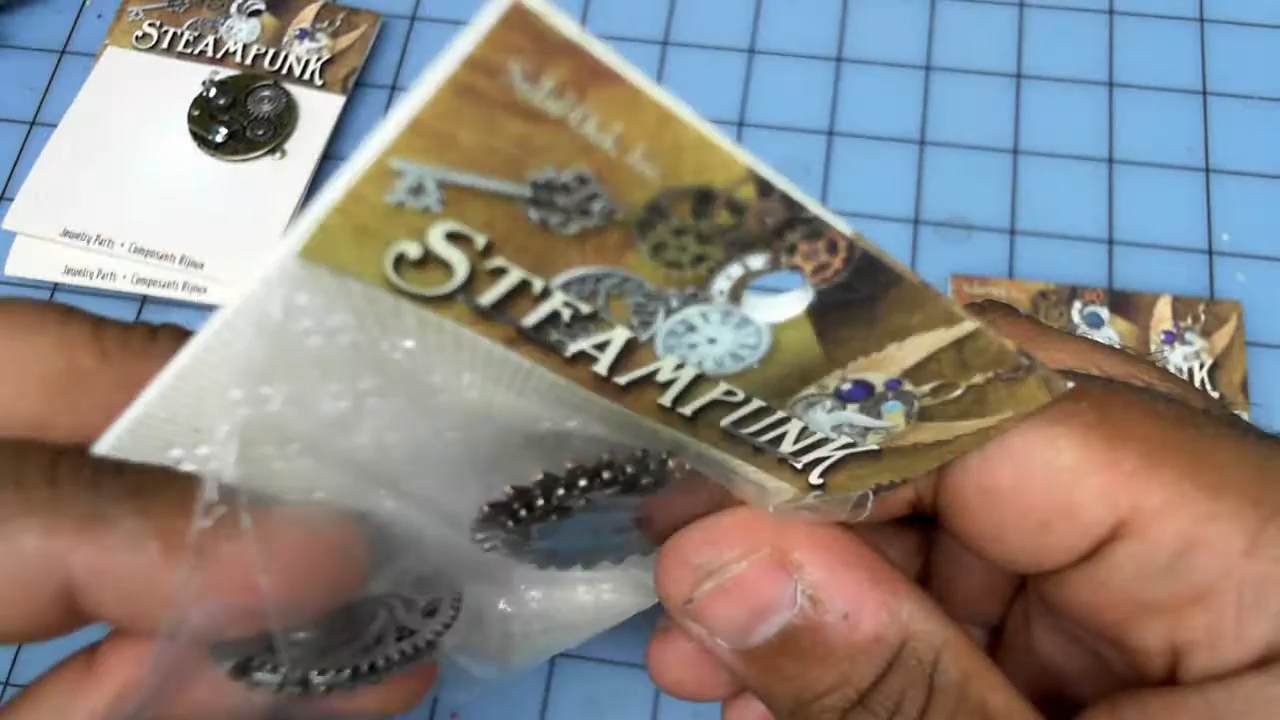 STEAMPUNK
Jewelry Parts • Composants Bijoux
Jewelry Parts • Composants Bijoux
STEAMPUNK
K